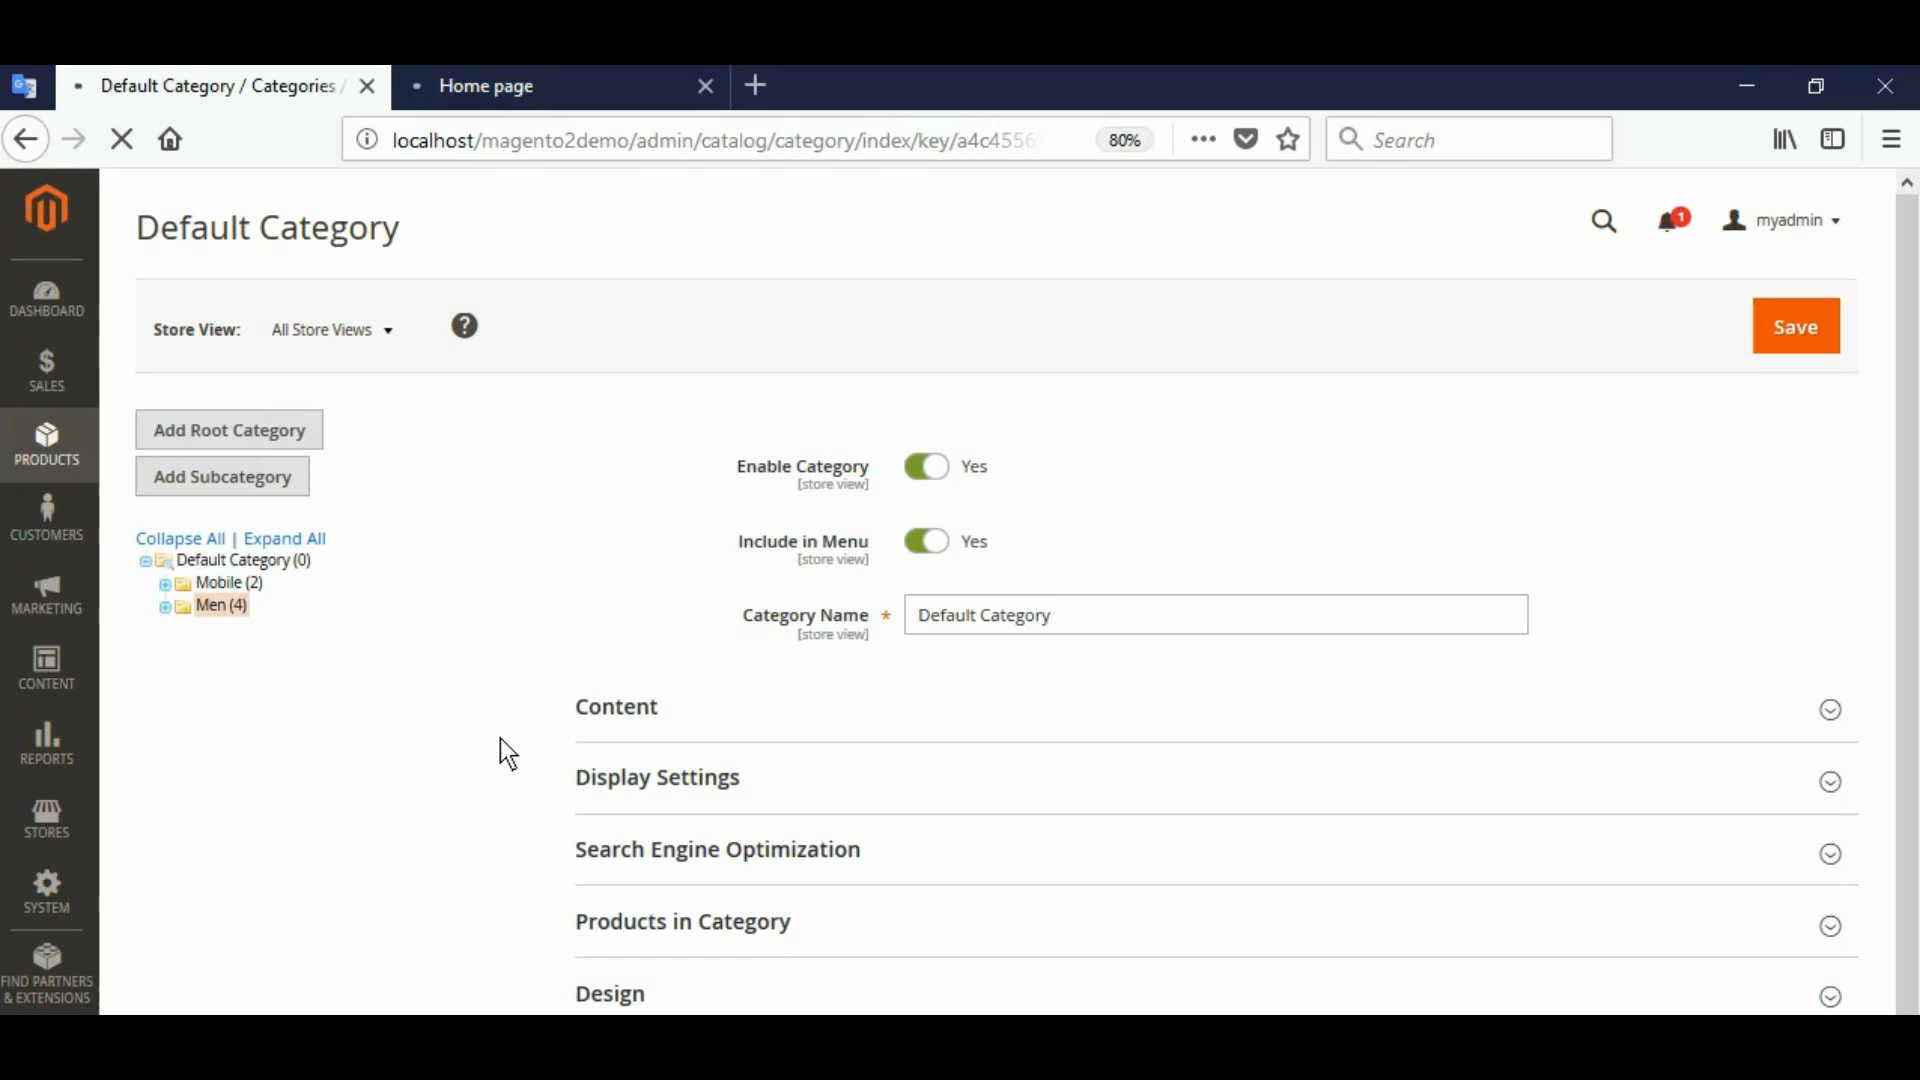 Default Category / Categories /
Home page
localhost/magento2demo/admin/catalog/category/index/key/a4c4556
80%
Search
Default Category
1
myadmin
Store View: All Store Views
?
Save
DASHBOARD
SALES
PRODUCTS
CUSTOMERS
MARKETING
CONTENT
REPORTS
STORES
SYSTEM
FIND PARTNERS
& EXTENSIONS
Add Root Category
Add Subcategory
Collapse All | Expand All
Default Category (0)
Mobile (2)
Men (4)
Enable Category
[store view]
Yes
Include in Menu
[store view]
Yes
Category Name *
[store view]
Default Category
Content
Display Settings
Search Engine Optimization
Products in Category
Design